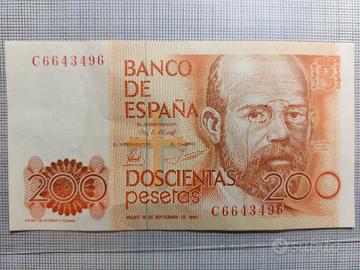 C6643496
BANCO
DE
ESPAÑA
EL GOBERNADOR
EL INTERVENTOR EL CAJERO
DOSCIENTAS
200 pesetas 200
C6643496
MADRID, 16 DE SEPTIEMBRE DE 1980
subito